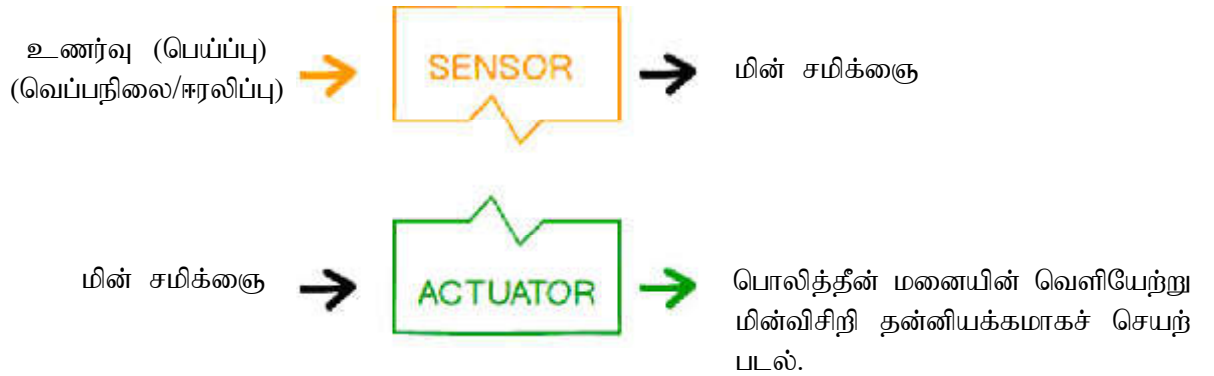 உணர்வு (பெய்ப்பு)
(வெப்பநிலை/ஈரலிப்பு)
SENSOR
மின் சமிக்ஞை
மின் சமிக்ஞை
ACTUATOR
பொலித்தீன் மனையின் வெளியேற்று
மின்விசிறி தன்னியக்கமாகச் செயற்
படல்.